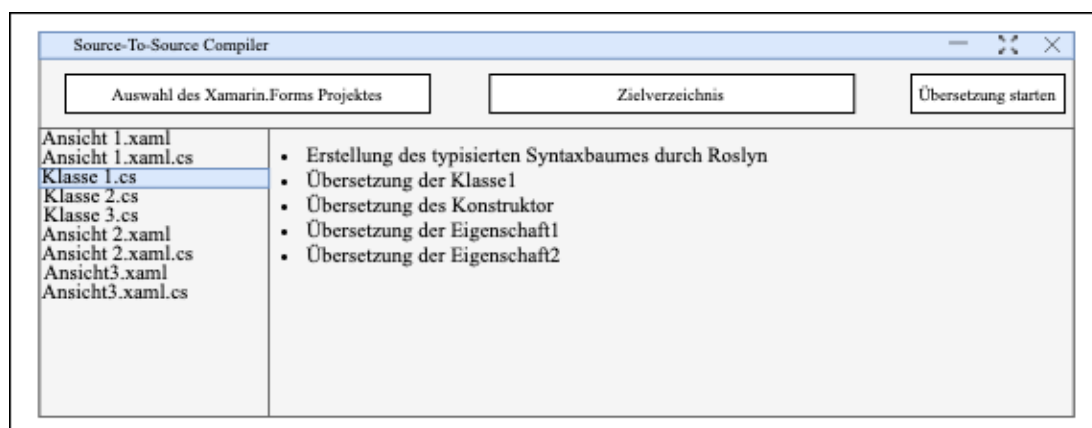 Source-To-Source Compiler
Auswahl des Xamarin.Forms Projektes
Zielverzeichnis
Übersetzung starten
Ansicht 1.xaml
Ansicht 1.xaml.cs
Klasse 1.cs
Klasse 2.cs
Klasse 3.cs
Ansicht 2.xaml
Ansicht 2.xaml.cs
Ansicht3.xaml
Ansicht3.xaml.cs
• Erstellung des typisierten Syntaxbaumes durch Roslyn
• Übersetzung der Klasse1
• Übersetzung des Konstruktor
• Übersetzung der Eigenschaft1
• Übersetzung der Eigenschaft2